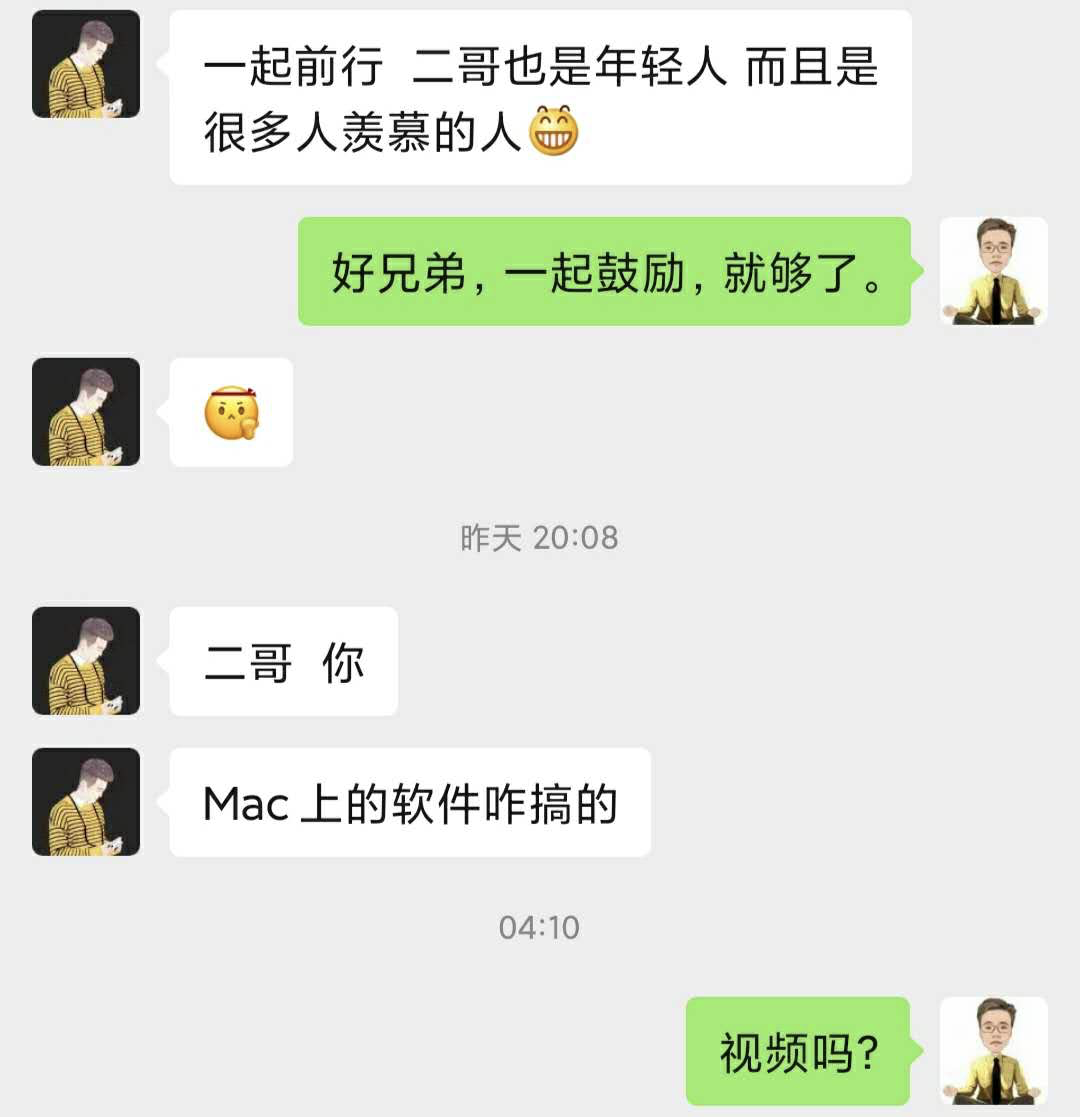 一起前行 二哥也是年轻人 而且是
很多人羡慕的人😁
好兄弟，一起鼓励，就够了。
昨天 20:08
二哥 你
Mac 上的软件咋搞的
04:10
视频吗?